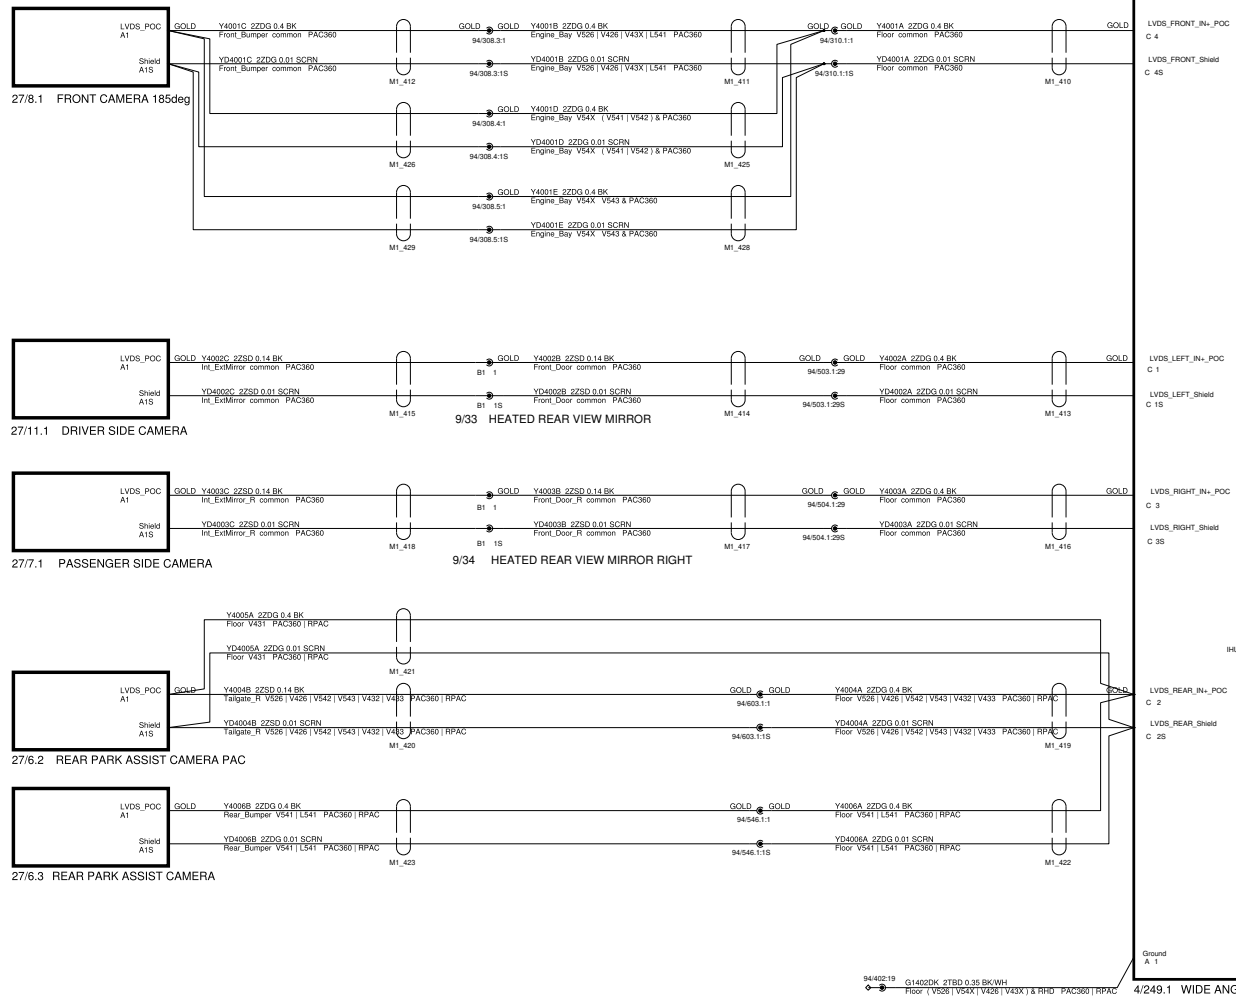 LVDS_POC GOLD Y4001C 2ZDG 0.4 BK GOLD GOLD Y4001B 2ZDG 0.4 BK GOLD GOLD Y4001A 2ZDG 0.4 BK GOLD LVDS_FRONT_IN+_POC
A1 Front_Bumper common PAC360 94/308.3:1 Engine_Bay V526 | V426 | V43X | L541 PAC360 94/310.1:1 Floor common PAC360 C 4
Shield YD4001C 2ZDG 0.01 SCRN YD4001B 2ZDG 0.01 SCRN YD4001A 2ZDG 0.01 SCRN LVDS_FRONT_Shield
A1S Front_Bumper common PAC360 94/308.3:1S Engine_Bay V526 | V426 | V43X | L541 PAC360 94/310.1:1S Floor common PAC360 C 4S
M1_412 M1_411 M1_410
27/8.1 FRONT CAMERA 185deg
GOLD Y4001D 2ZDG 0.4 BK
94/308.4:1 Engine_Bay V54X ( V541 | V542 ) & PAC360
YD4001D 2ZDG 0.01 SCRN
94/308.4:1S Engine_Bay V54X ( V541 | V542 ) & PAC360
M1_426 M1_425
GOLD Y4001E 2ZDG 0.4 BK
94/308.5:1 Engine_Bay V54X V543 & PAC360
YD4001E 2ZDG 0.01 SCRN
94/308.5:1S Engine_Bay V54X V543 & PAC360
M1_429 M1_428
LVDS_POC GOLD Y4002C 2ZSD 0.14 BK GOLD Y4002B 2ZSD 0.14 BK GOLD GOLD Y4002A 2ZDG 0.4 BK GOLD LVDS_LEFT_IN+_POC
A1 Int_ExtMirror common PAC360 B1 1 Front_Door common PAC360 94/503.1:29 Floor common PAC360 C 1
Shield YD4002C 2ZSD 0.01 SCRN YD4002B 2ZSD 0.01 SCRN YD4002A 2ZDG 0.01 SCRN LVDS_LEFT_Shield
A1S Int_ExtMirror common PAC360 B1 1S Front_Door common PAC360 94/503.1:29S Floor common PAC360 C 1S
M1_415 M1_414 M1_413
9/33 HEATED REAR VIEW MIRROR
27/11.1 DRIVER SIDE CAMERA
LVDS_POC GOLD Y4003C 2ZSD 0.14 BK GOLD Y4003B 2ZSD 0.14 BK GOLD GOLD Y4003A 2ZDG 0.4 BK GOLD LVDS_RIGHT_IN+_POC
A1 Int_ExtMirror_R common PAC360 B1 1 Front_Door_R common PAC360 94/504.1:29 Floor common PAC360 C 3
Shield YD4003C 2ZSD 0.01 SCRN YD4003B 2ZSD 0.01 SCRN YD4003A 2ZDG 0.01 SCRN LVDS_RIGHT_Shield
A1S Int_ExtMirror_R common PAC360 B1 1S Front_Door_R common PAC360 94/504.1:29S Floor common PAC360 C 3S
M1_418 M1_417 M1_416
27/7.1 PASSENGER SIDE CAMERA 9/34 HEATED REAR VIEW MIRROR RIGHT
Y4005A 2ZDG 0.4 BK
Floor V431 PAC360 | RPAC
YD4005A 2ZDG 0.01 SCRN
Floor V431 PAC360 | RPAC
M1_421
LVDS_POC GOLD Y4004B 2ZSD 0.14 BK GOLD GOLD Y4004A 2ZDG 0.4 BK GOLD LVDS_REAR_IN+_POC
A1 Tailgate_R V526 | V426 | V542 | V543 | V432 | V433 PAC360 | RPAC 94/603.1:1 Floor V526 | V426 | V542 | V543 | V432 | V433 PAC360 | RPAC C 2
Shield YD4004B 2ZSD 0.01 SCRN YD4004A 2ZDG 0.01 SCRN LVDS_REAR_Shield
A1S Tailgate_R V526 | V426 | V542 | V543 | V432 | V433 PAC360 | RPAC 94/603.1:1S Floor V526 | V426 | V542 | V543 | V432 | V433 PAC360 | RPAC C 2S
M1_420 M1_419
27/6.2 REAR PARK ASSIST CAMERA PAC
LVDS_POC GOLD Y4006B 2ZDG 0.4 BK GOLD GOLD Y4006A 2ZDG 0.4 BK
A1 Rear_Bumper V541 | L541 PAC360 | RPAC 94/546.1:1 Floor V541 | L541 PAC360 | RPAC
Shield YD4006B 2ZDG 0.01 SCRN YD4006A 2ZDG 0.01 SCRN
A1S Rear_Bumper V541 | L541 PAC360 | RPAC 94/546.1:1S Floor V541 | L541 PAC360 | RPAC
M1_423 M1_422
27/6.3 REAR PARK ASSIST CAMERA
Ground
A 1
94/402:19 G1402DK 2TBD 0.35 BK/WH
Floor ( V526 | V54X | V426 | V43X ) & RHD PAC360 | RPAC
4/249.1 WIDE